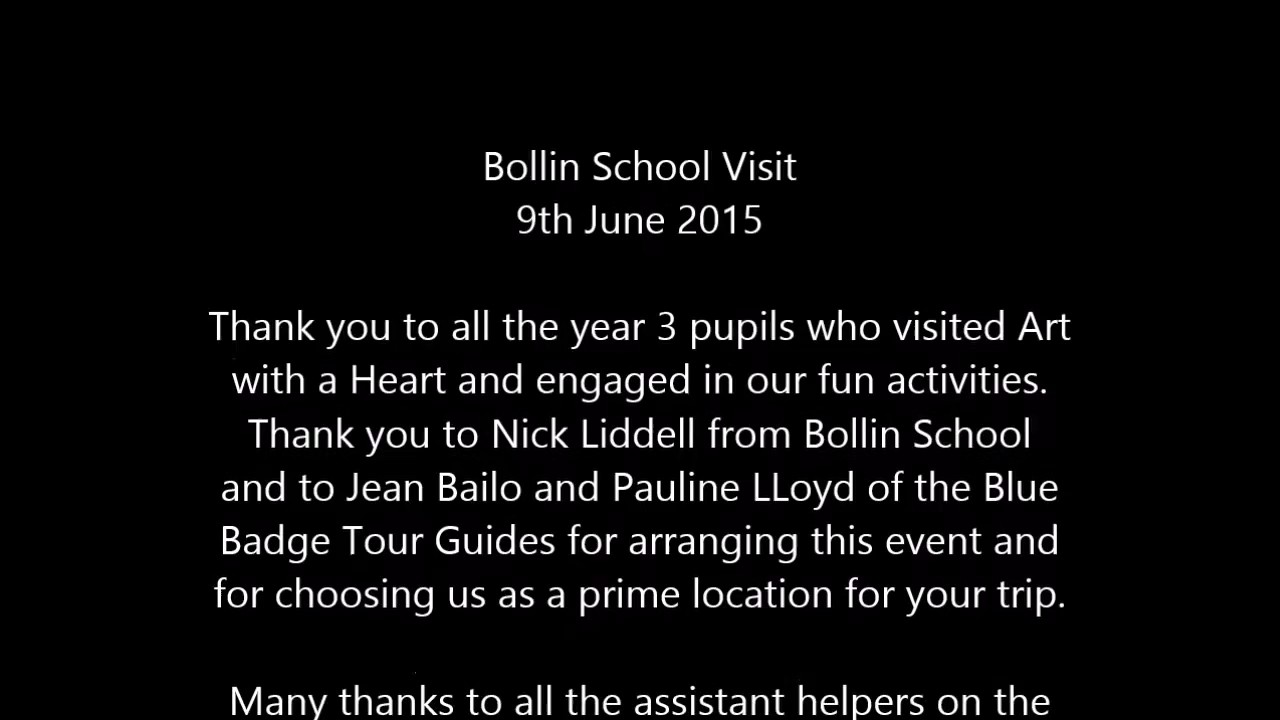 Bollin School Visit
9th June 2015
Thank you to all the year 3 pupils who visited Art
with a Heart and engaged in our fun activities.
Thank you to Nick Liddell from Bollin School
and to Jean Bailo and Pauline LLoyd of the Blue
Badge Tour Guides for arranging this event and
for choosing us as a prime location for your trip.
Many thanks to all the assistant helpers on the